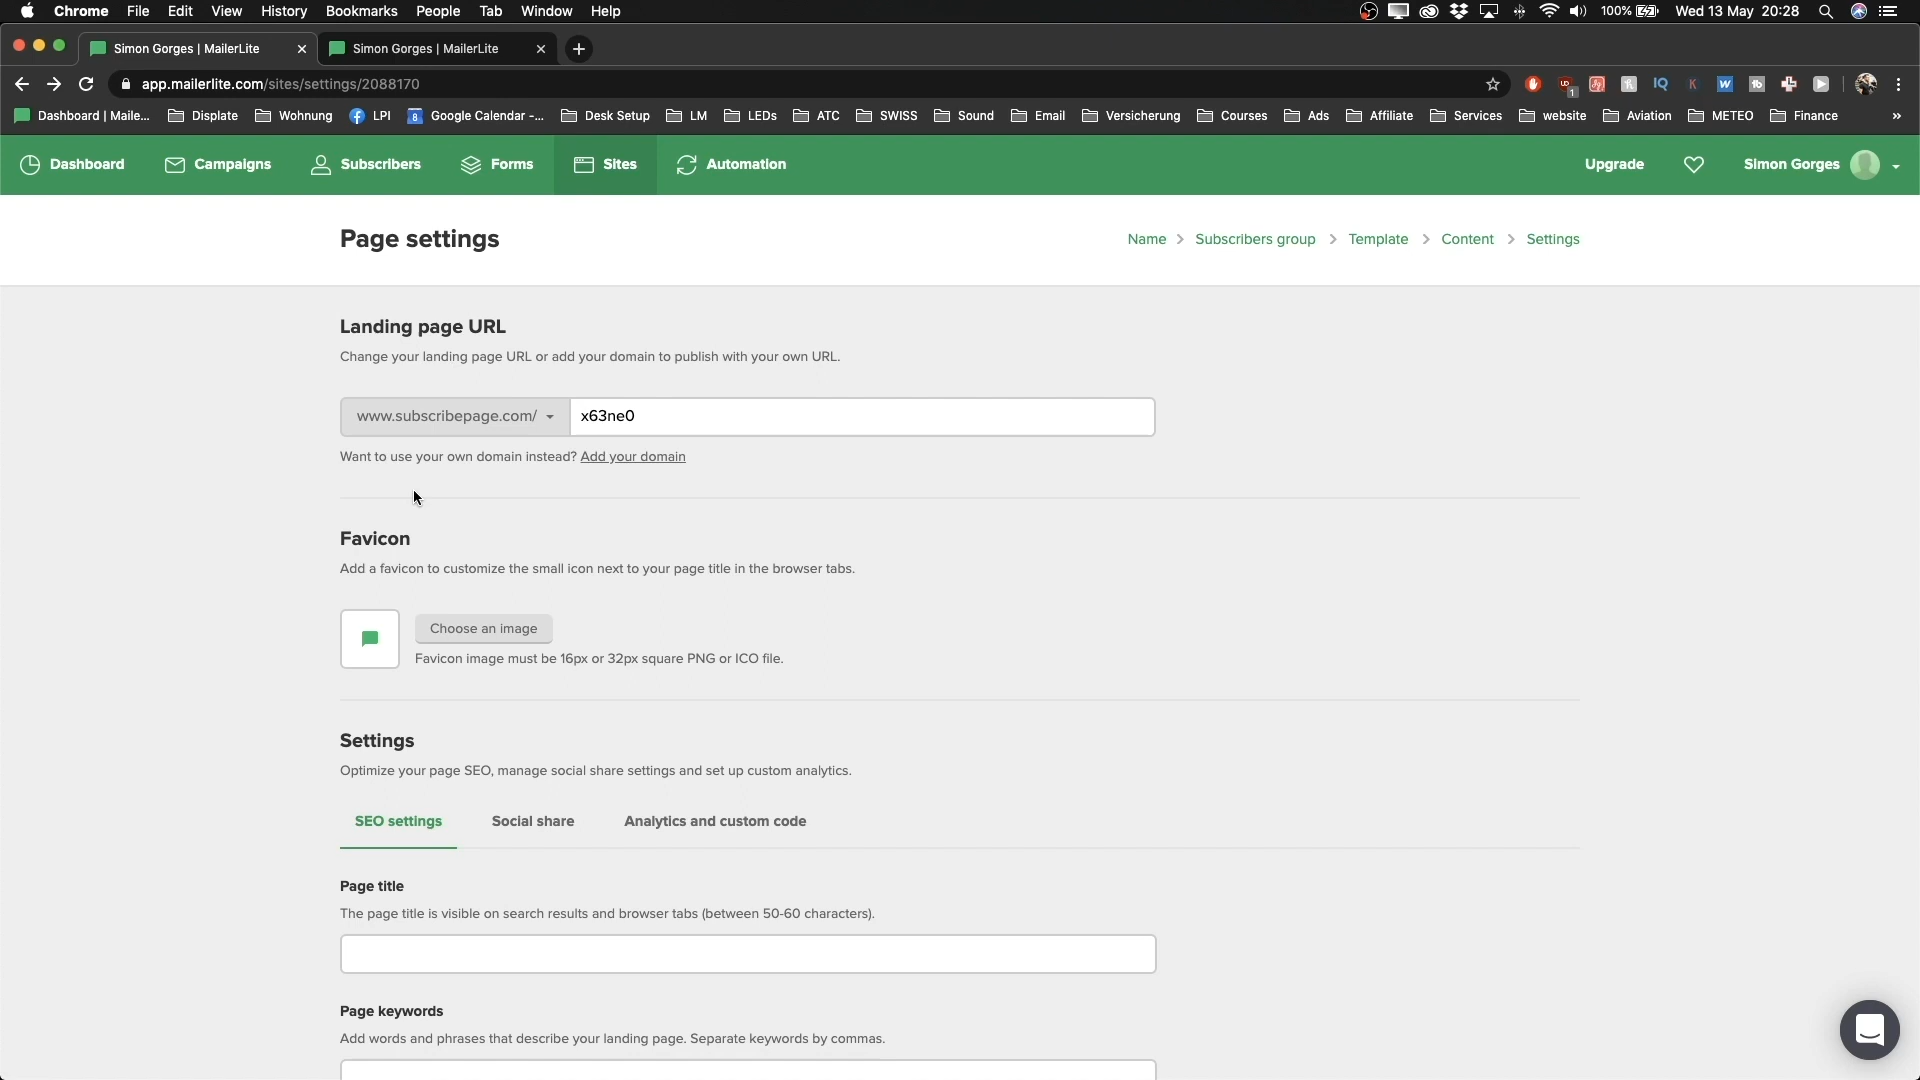 Chrome File Edit View History Bookmarks People Tab Window Help 100% Wed 13 May 20:28
Simon Gorges | MailerLite Simon Gorges | MailerLite
app.mailerlite.com/sites/settings/2088170
Dashboard | Maile... Displate Wohnung LPI Google Calendar -... Desk Setup LM LEDs ATC SWISS Sound Email Versicherung Courses Ads Affiliate Services website Aviation METEO Finance »
Dashboard Campaigns Subscribers Forms Sites Automation Upgrade Simon Gorges
Page settings
Name > Subscribers group > Template > Content > Settings
Landing page URL
Change your landing page URL or add your domain to publish with your own URL.
www.subscribepage.com/ x63ne0
Want to use your own domain instead? Add your domain
Favicon
Add a favicon to customize the small icon next to your page title in the browser tabs.
Choose an image
Favicon image must be 16px or 32px square PNG or ICO file.
Settings
Optimize your page SEO, manage social share settings and set up custom analytics.
SEO settings Social share Analytics and custom code
Page title
The page title is visible on search results and browser tabs (between 50-60 characters).
Page keywords
Add words and phrases that describe your landing page. Separate keywords by commas.